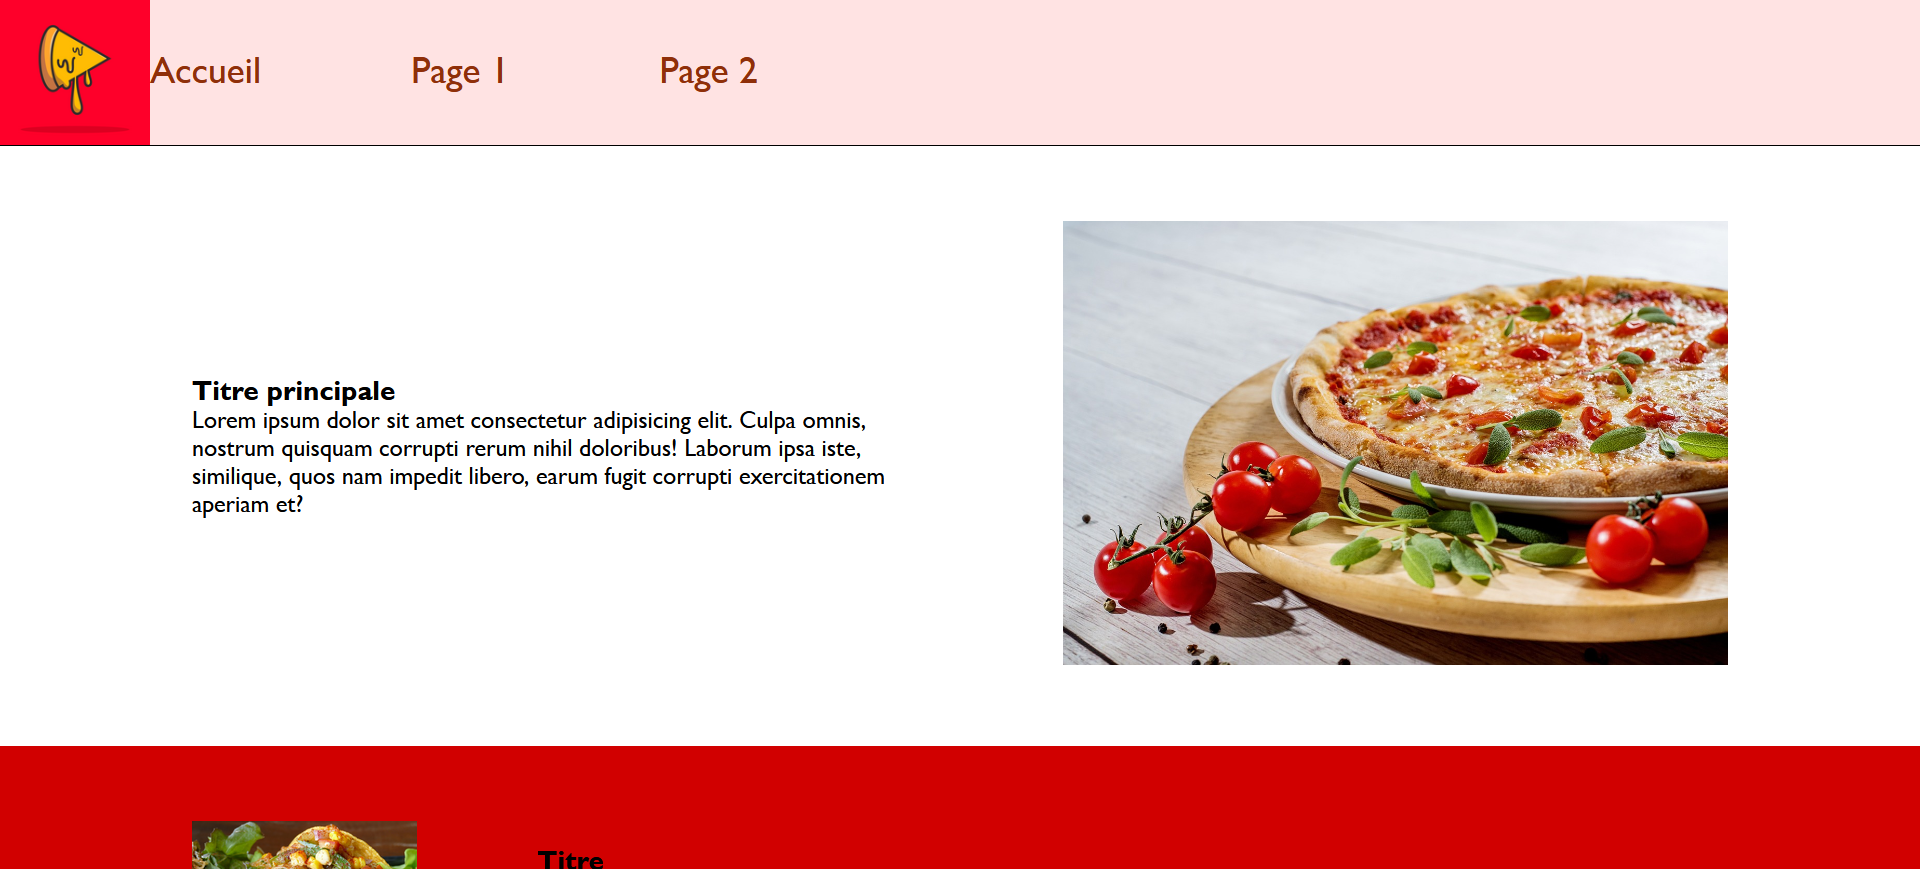 Accueil Page 1 Page 2
Titre principale
Lorem ipsum dolor sit amet consectetur adipisicing elit. Culpa omnis,
nostrum quisquam corrupti rerum nihil doloribus! Laborum ipsa iste,
similique, quos nam impedit libero, earum fugit corrupti exercitationem
aperiam et?
Titre